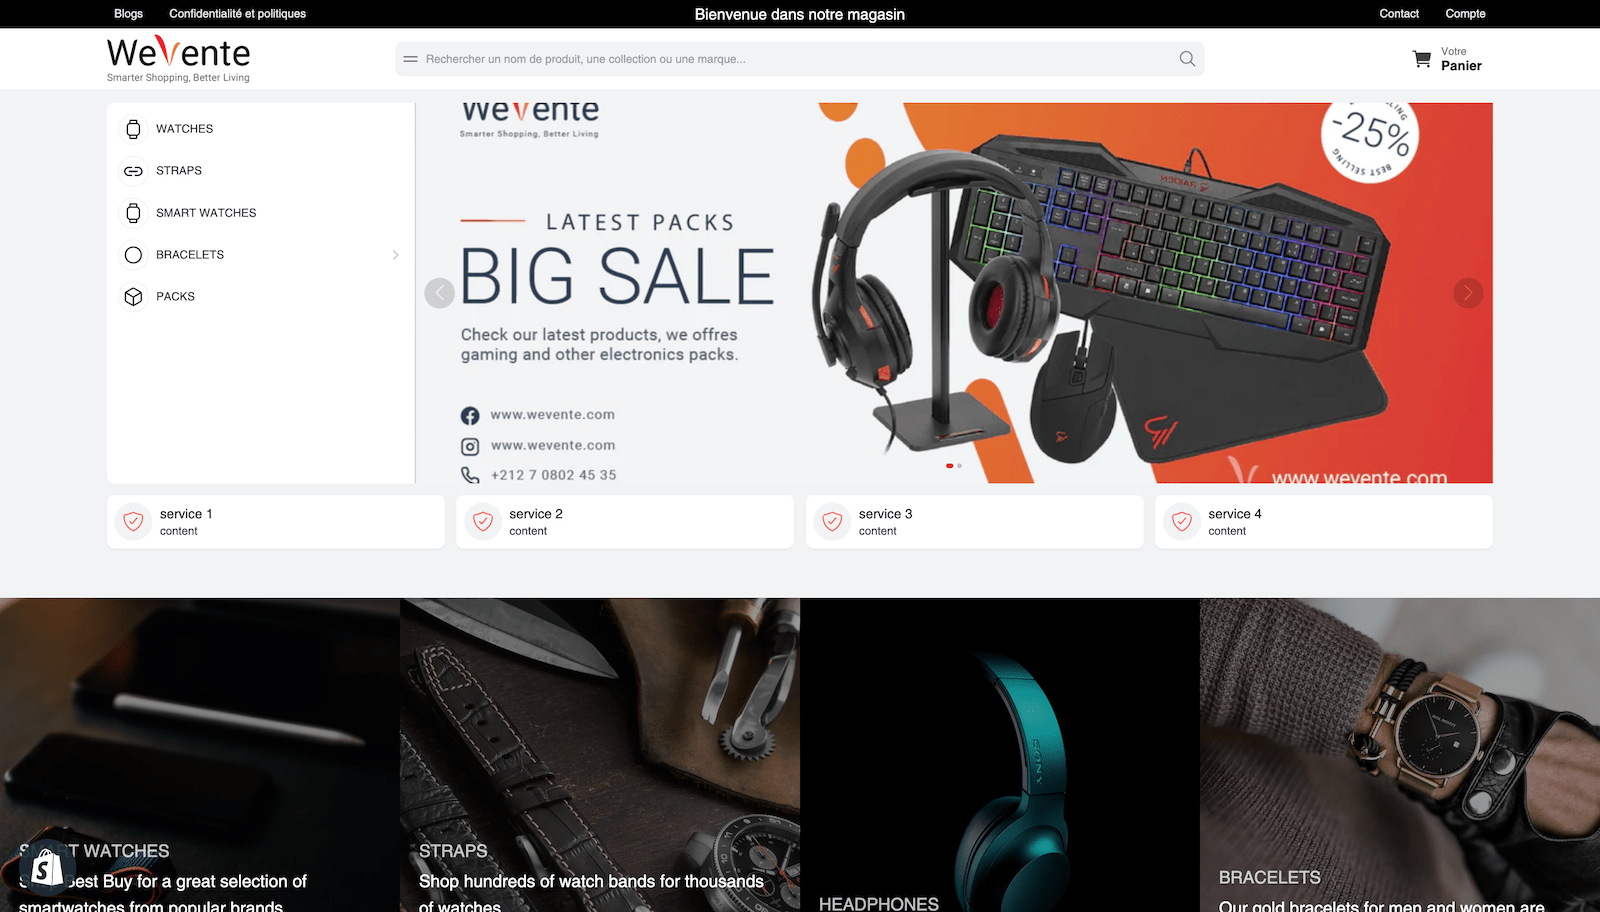 Blogs
Confidentialité et politiques
Bienvenue dans notre magasin
Contact
Compte
WeVente
Smarter Shopping, Better Living
Rechercher un nom de produit, une collection ou une marque...
Votre
Panier
WATCHES
STRAPS
SMART WATCHES
BRACELETS
PACKS
WeVente
Smarter Shopping, Better Living
LATEST PACKS
BIG SALE
Check our latest products, we offres
gaming and other electronics packs.
www.wevente.com
www.wevente.com
+212 7 0802 45 35
-25%
BEST SELLING
www.wevente.com
service 1
content
service 2
content
service 3
content
service 4
content
SMART WATCHES
Best Buy for a great selection of
smartwatches from popular brands
STRAPS
Shop hundreds of watch bands for thousands
of watches
SONY
HEADPHONES
BRACELETS
Our gold bracelets for men and women are